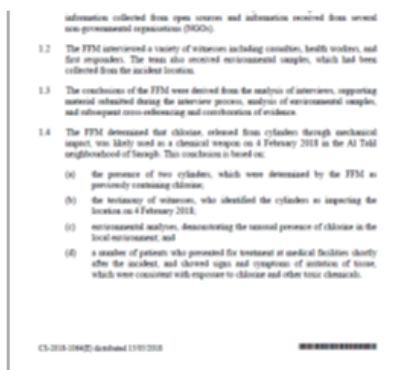 information collected from open sources and information received from several
non-governmental organisations (NGOs).
1.2 The FFM interviewed a variety of witnesses including casualties, health workers, and
first responders. The team also received environmental samples, which had been
collected from the incident location.
1.3 The conclusions of the FFM were derived from the analysis of interviews, supporting
material submitted during the interview process, analysis of environmental samples,
and subsequent cross-referencing and corroboration of evidence.
1.4 The FFM determined that chlorine, released from cylinders through mechanical
impact, was likely used as a chemical weapon on 4 February 2018 in the Al Talil
neighbourhood of Saraqib. This conclusion is based on:
(a) the presence of two cylinders, which were determined by the FFM as
previously containing chlorine;
(b) the testimony of witnesses, who identified the cylinders as impacting the
location on 4 February 2018;
(c) environmental analyses, demonstrating the unusual presence of chlorine in the
local environment; and
(d) a number of patients who presented for treatment at medical facilities shortly
after the incident, and showed signs and symptoms of irritation of tissue,
which were consistent with exposure to chlorine and other toxic chemicals.
CS-2018-1064(E) distributed 15/05/2018